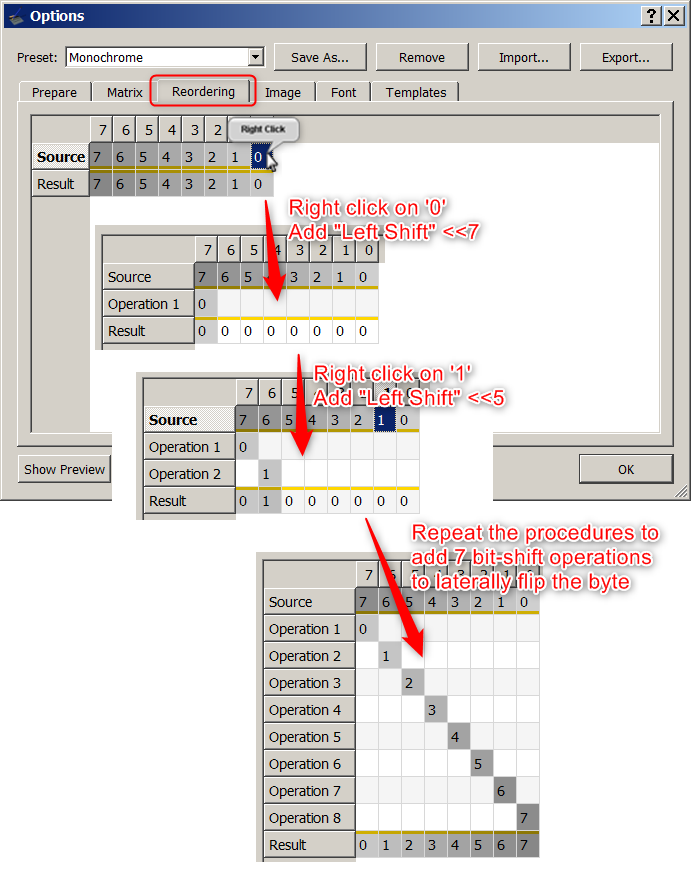 Options
Preset: Monochrome Save As... Remove Import... Export...
Prepare Matrix Reordering Image Font Templates
7 6 5 4 3 2
Right Click
Source 7 6 5 4 3 2 1 0
Result 7 6 5 4 3 2 1 0
Right click on '0'
Add "Left Shift" <<7
7 6 5 4 3 2 1 0
Source 7 6 5 3 2 1 0
Operation 1 0
Result 0 0 0 0 0 0 0 0
Right click on '1'
Add "Left Shift" <<5
7 6 5 1 0
Source 7 6 5 4 3 2 1 0
Operation 1 0
Operation 2 1
Result 0 1 0 0 0 0 0 0
Show Preview OK
Repeat the procedures to
add 7 bit-shift operations
to laterally flip the byte
7 6 5 4 3 2 1 0
Source 7 6 5 4 3 2 1 0
Operation 1 0
Operation 2 1
Operation 3 2
Operation 4 3
Operation 5 4
Operation 6 5
Operation 7 6
Operation 8 7
Result 0 1 2 3 4 5 6 7